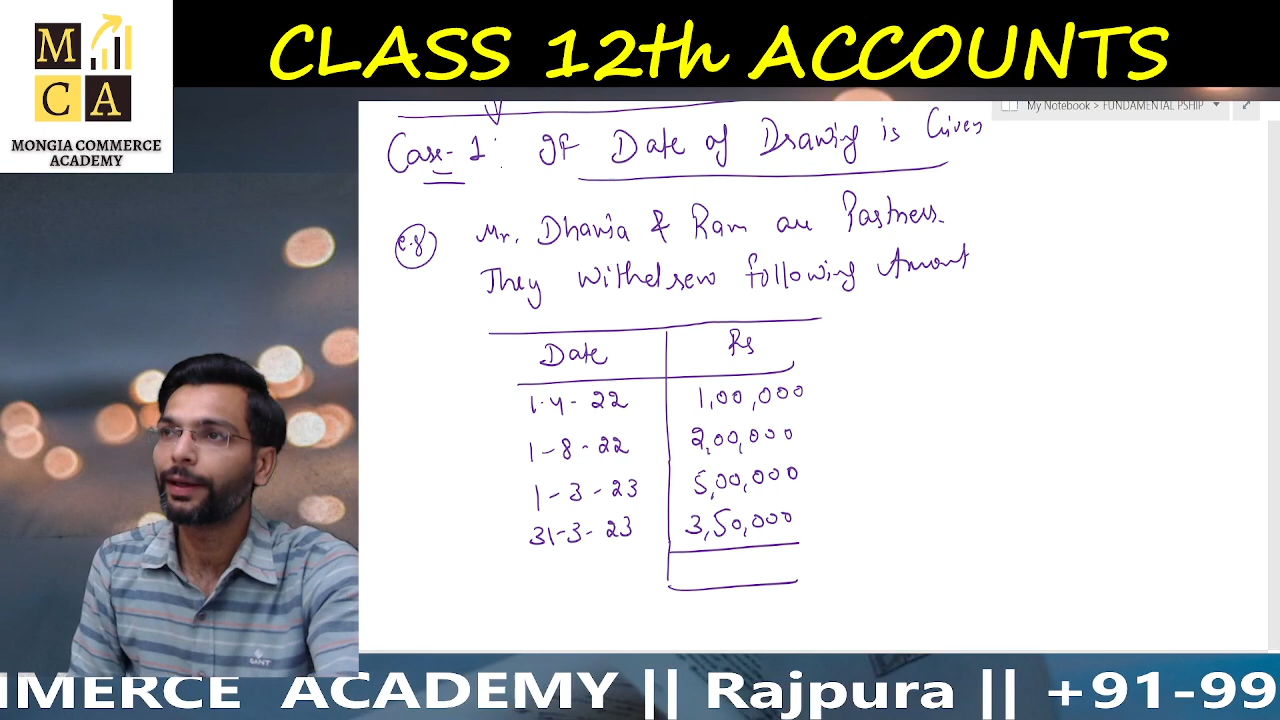 CLASS 12th ACCOUNTS
M
C A
MONGIA COMMERCE
ACADEMY
My Notebook > FUNDAMENTAL PSHIP
Case-1: If Date of Drawing is Given
e.g Mr. Dhania & Ram are Partners.
They withdrew following Amount
Date Rs
1-4-22 1,00,000
1-8-22 2,00,000
1-3-23 5,00,000
31-3-23 3,50,000
GANT
MMERCE ACADEMY || Rajpura || +91-99